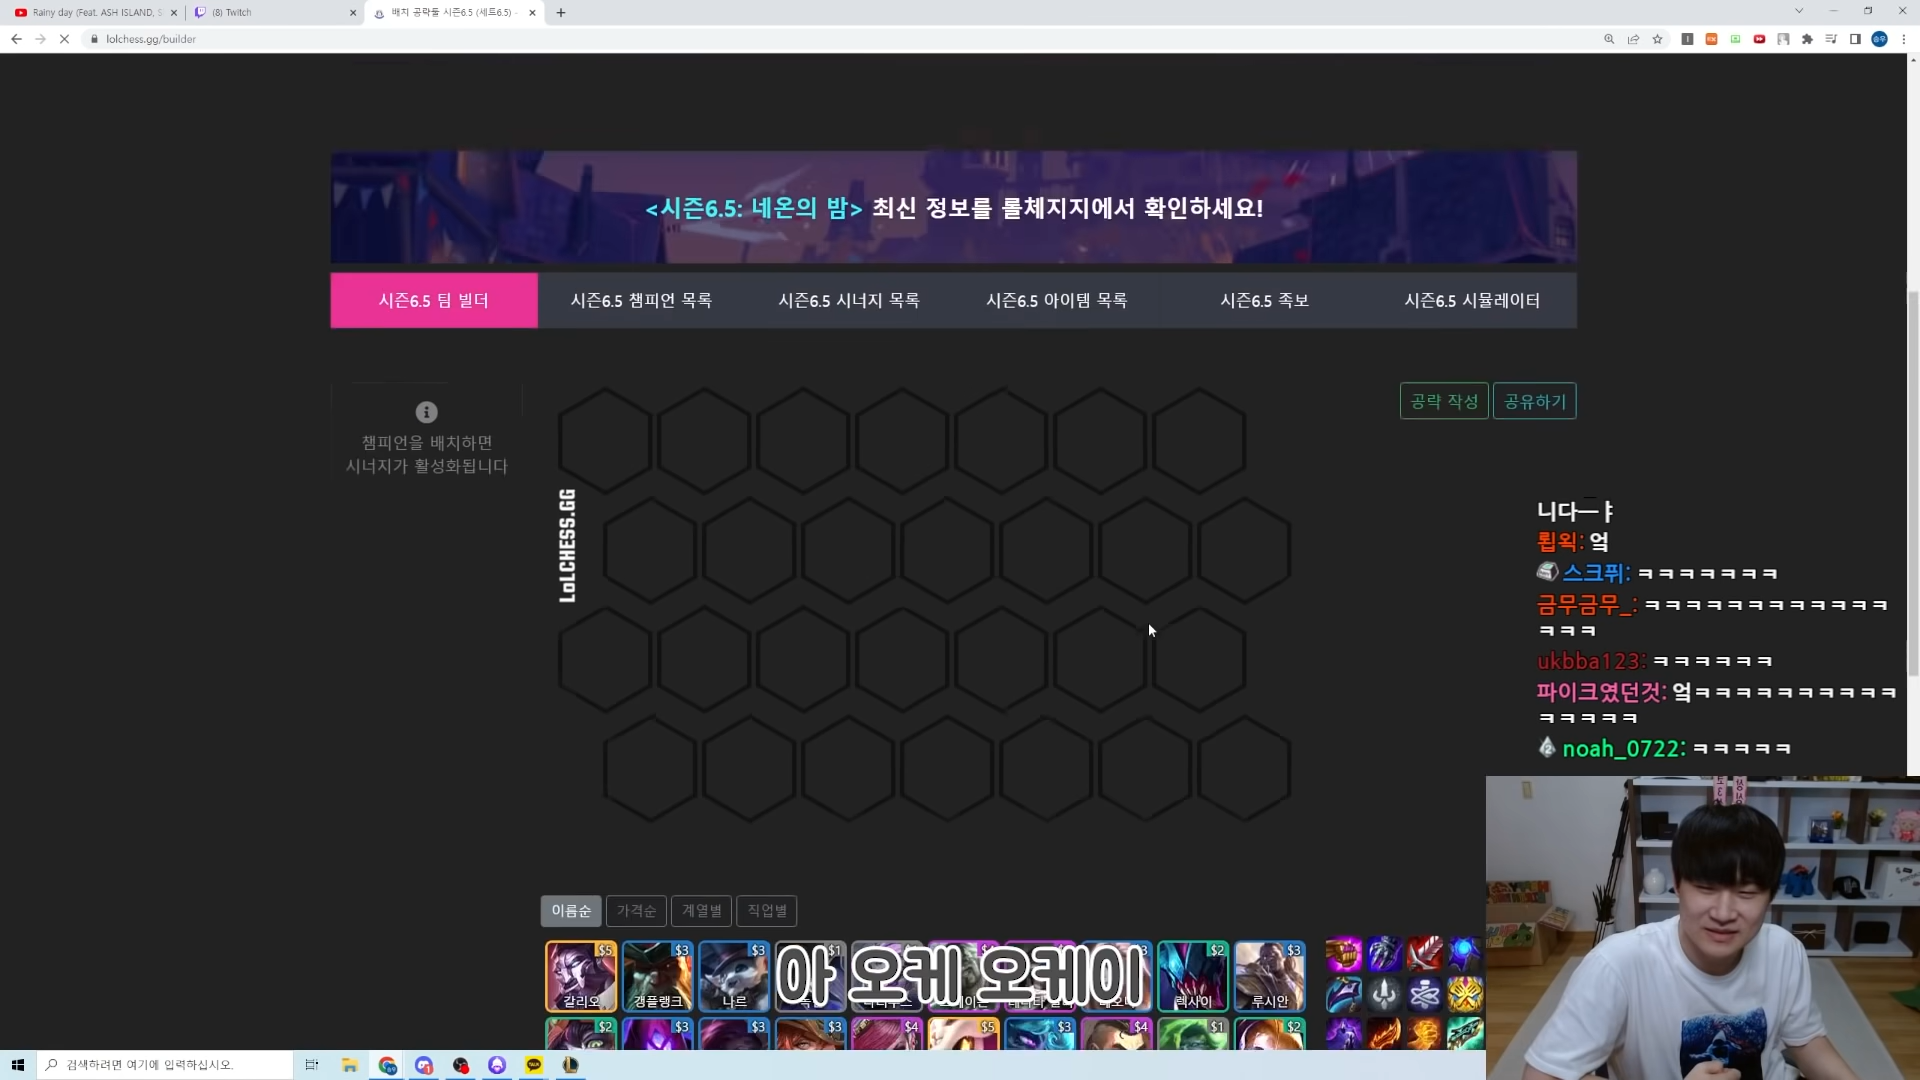 Rainy day (Feat. ASH ISLAND, S
(8) Twitch
배치 공략툴 시즌6.5 (세트6.5) -
lolchess.gg/builder
<시즌6.5: 네온의 밤> 최신 정보를 롤체지지에서 확인하세요!
시즌6.5 팀 빌더
시즌6.5 챔피언 목록
시즌6.5 시너지 목록
시즌6.5 아이템 목록
시즌6.5 족보
시즌6.5 시뮬레이터
챔피언을 배치하면
시너지가 활성화됩니다
공략 작성
공유하기
LoLCHESS.GG
니다ㅡㅑ
룁윅: 엌
스크퓌: ㅋㅋㅋㅋㅋㅋㅋ
금무금무_: ㅋㅋㅋㅋㅋㅋㅋㅋㅋㅋㅋㅋ
ㅋㅋㅋ
ukbba123: ㅋㅋㅋㅋㅋㅋ
파이크였던것: 엌ㅋㅋㅋㅋㅋㅋㅋㅋㅋㅋ
ㅋㅋㅋㅋㅋ
noah_0722: ㅋㅋㅋㅋㅋ
이름순
가격순
계열별
직업별
$5 $3 $3 $1 $2 $3
갈리오 갱플랭크 나르 렉사이 루시안
아 오케 오케이
$2 $3 $3 $3 $4 $5 $3 $4 $1 $2
검색하려면 여기에 입력하십시오.